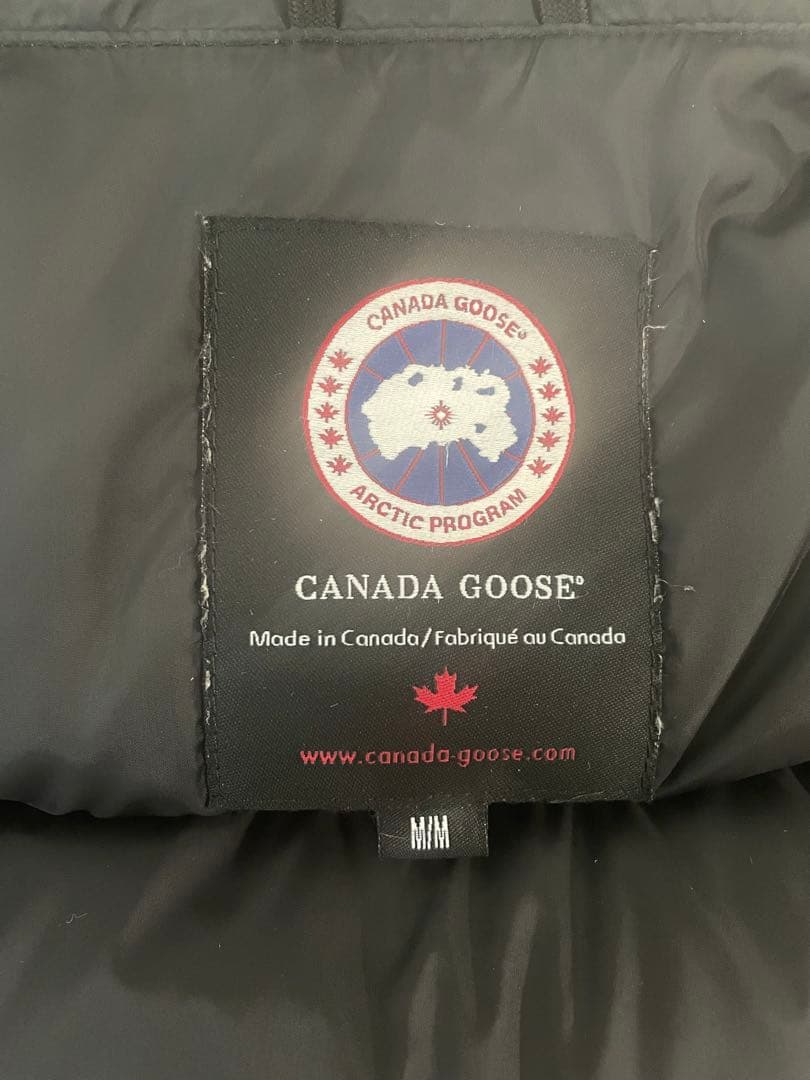 CANADA GOOSE®
ARCTIC PROGRAM
CANADA GOOSE®
Made in Canada/Fabriqué au Canada
www.canada-goose.com
M/M